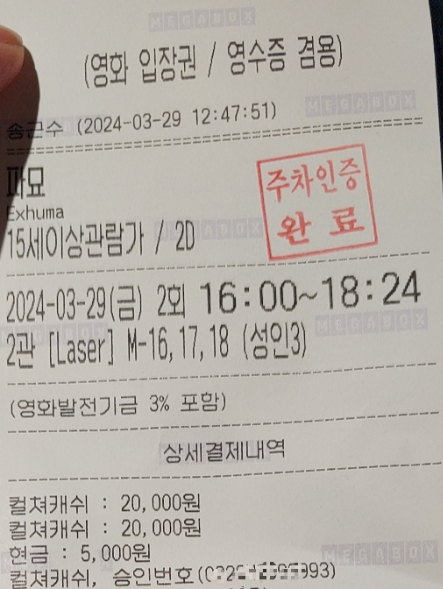 (영화 입장권 / 영수증 겸용)
송근수 (2024-03-29 12:47:51)
파묘
Exhuma
15세이상관람가 / 2D
주차인증
완 료
2024-03-29(금) 2회 16:00~18:24
2관 [Laser] M-16,17,18 (성인3)
(영화발전기금 3% 포함)
상세결제내역
컬쳐캐쉬 : 20,000원
컬쳐캐쉬 : 20,000원
현금 : 5,000원
컬쳐캐쉬, 승인번호
MEGABOX